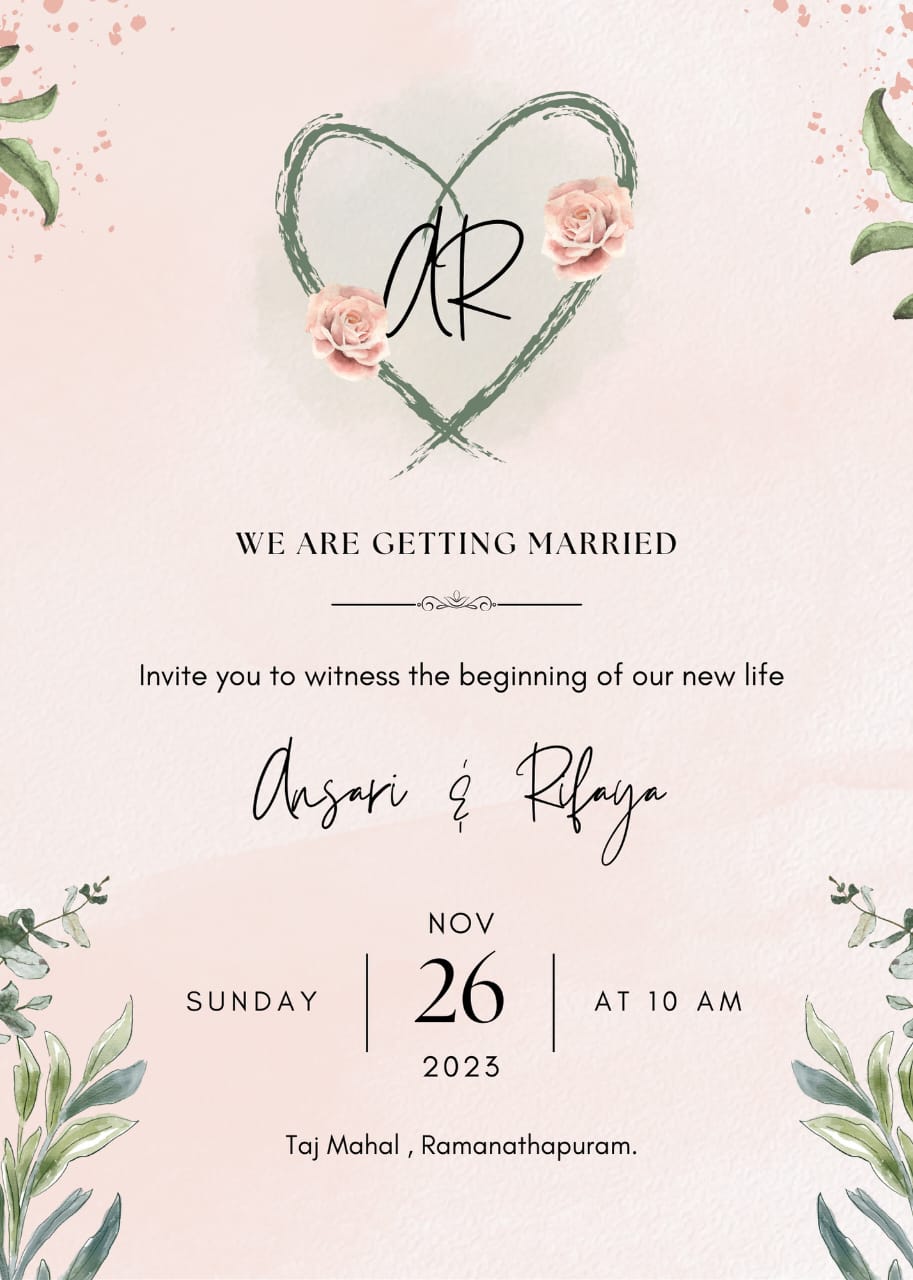 AR
WE ARE GETTING MARRIED
Invite you to witness the beginning of our new life
Ansari & Rifaya
NOV
SUNDAY 26 AT 10 AM
2023
Taj Mahal , Ramanathapuram.